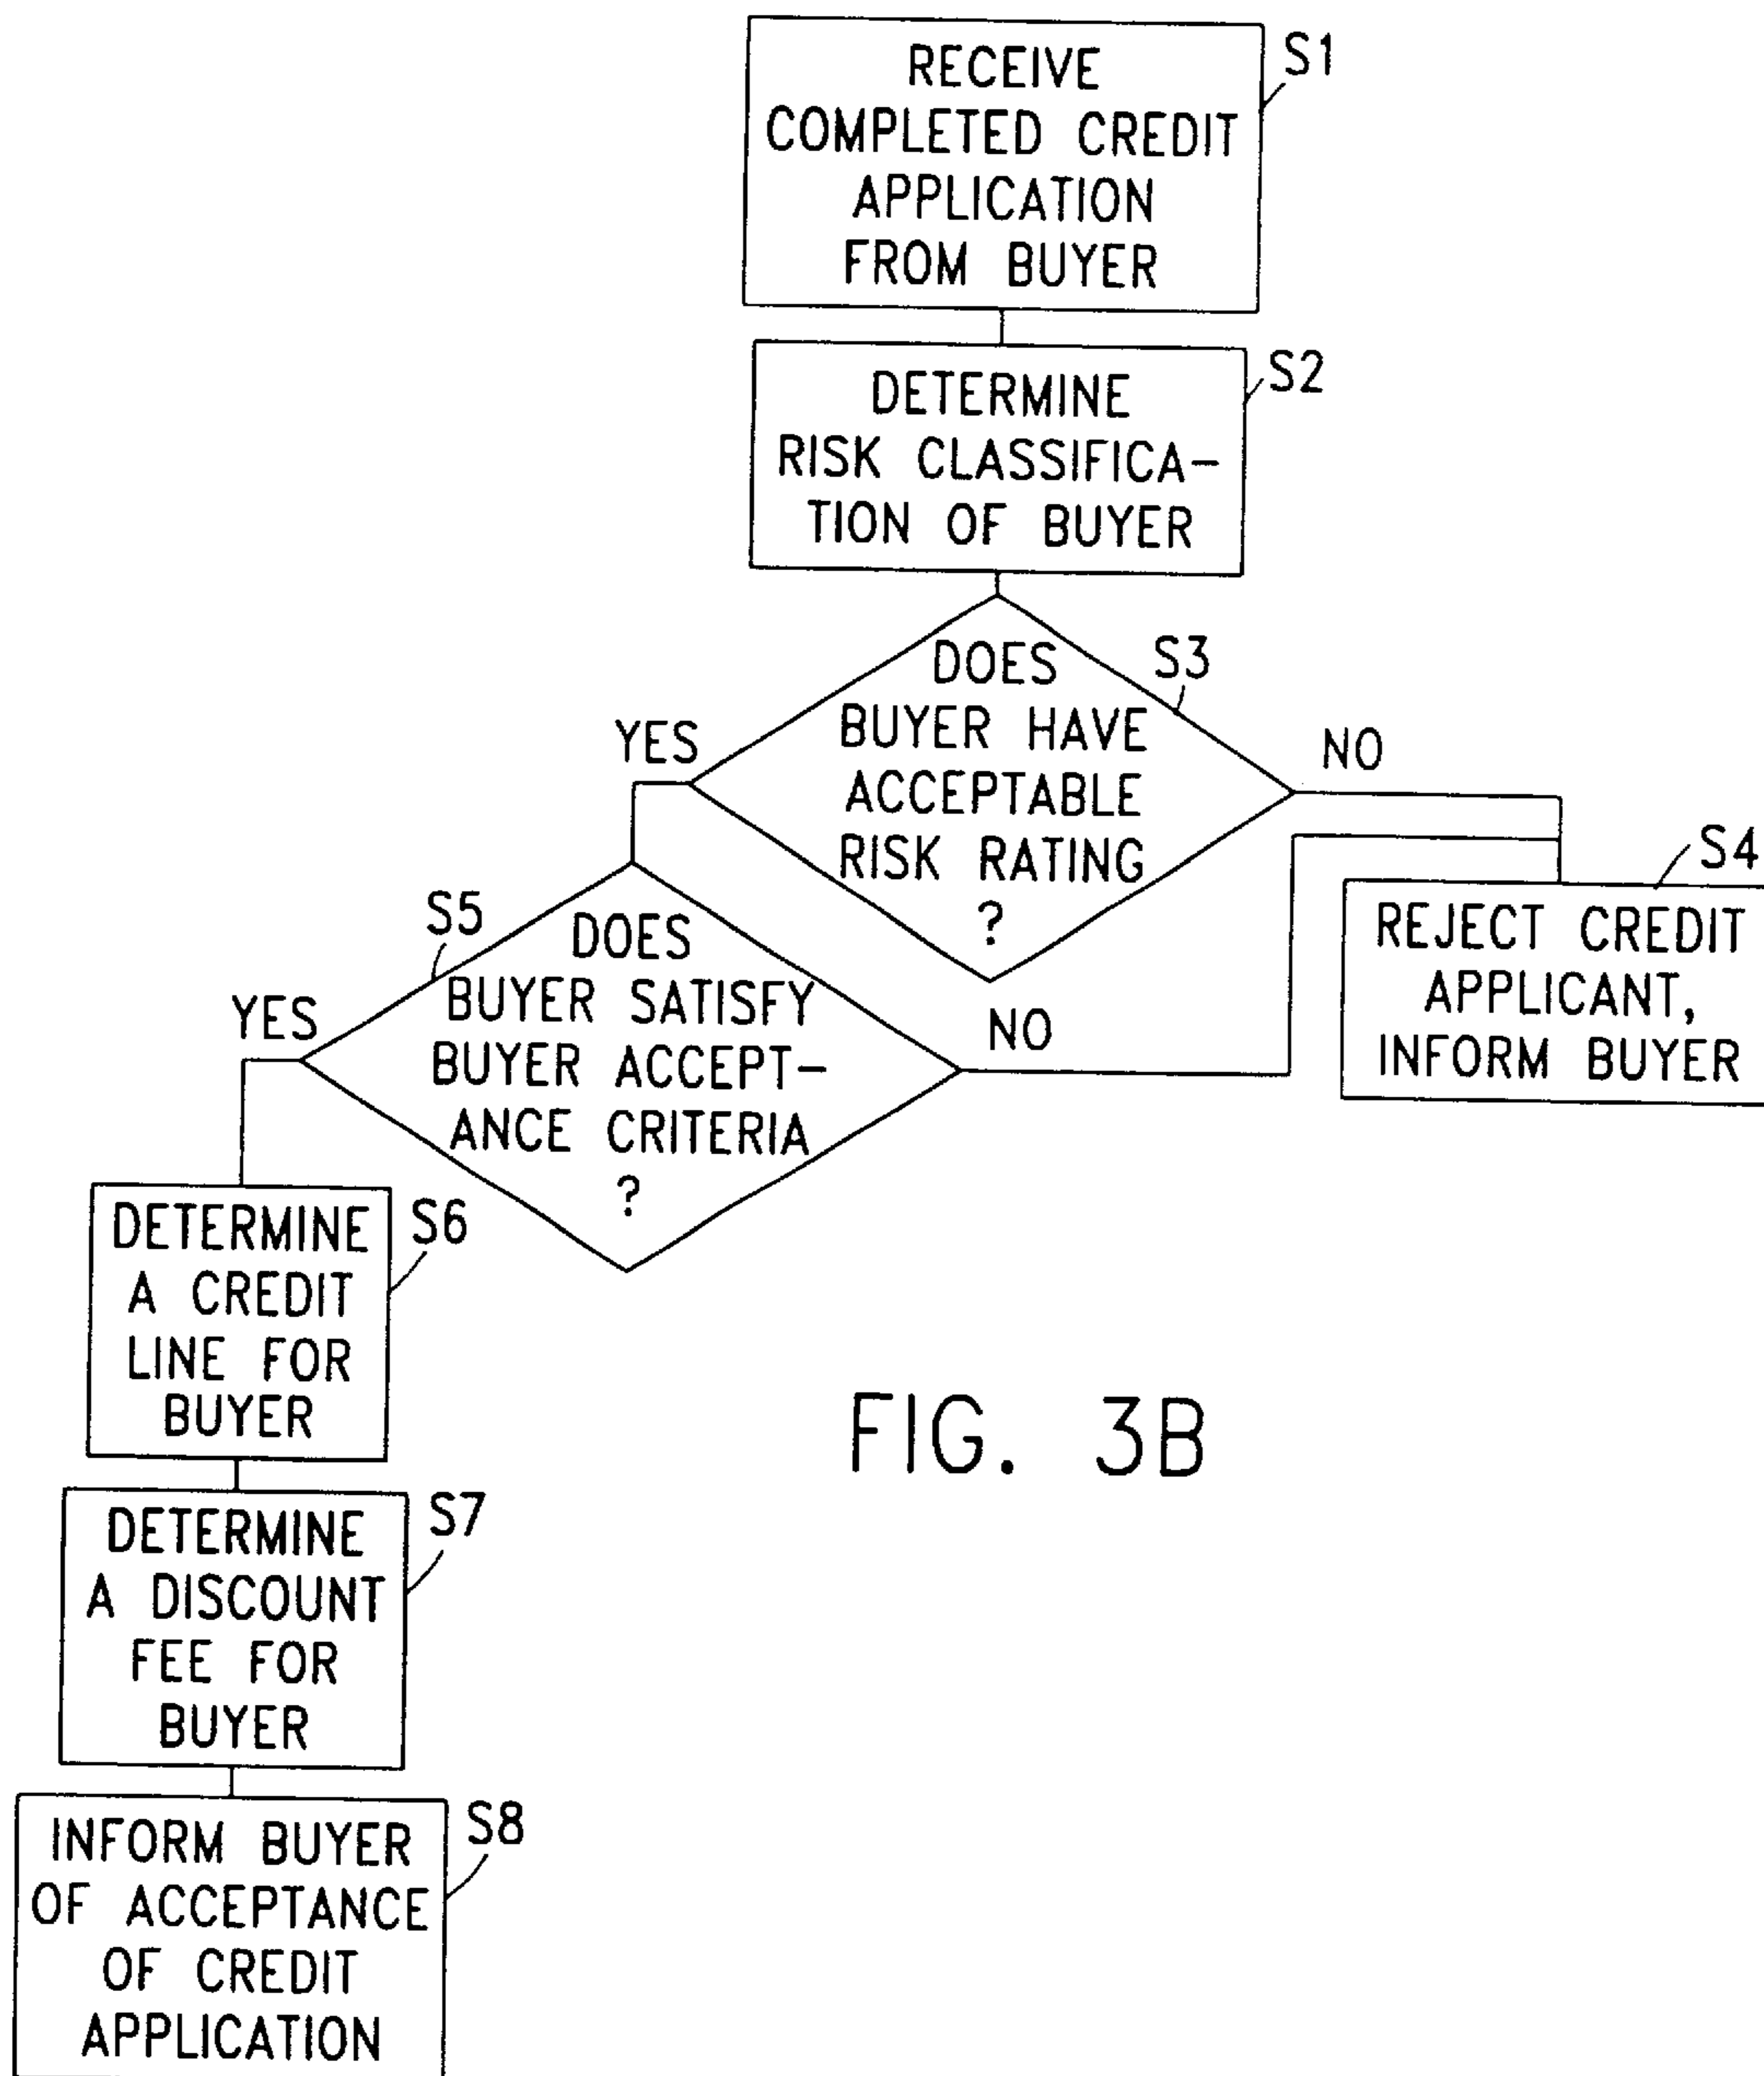 RECEIVE
COMPLETED CREDIT
APPLICATION
FROM BUYER
S1
DETERMINE
RISK CLASSIFICA-
TION OF BUYER
S2
DOES
BUYER HAVE
ACCEPTABLE
RISK RATING
?
S3
YES
NO
REJECT CREDIT
APPLICANT,
INFORM BUYER
S4
DOES
BUYER SATISFY
BUYER ACCEPT-
ANCE CRITERIA
?
S5
YES
NO
DETERMINE
A CREDIT
LINE FOR
BUYER
S6
DETERMINE
A DISCOUNT
FEE FOR
BUYER
S7
INFORM BUYER
OF ACCEPTANCE
OF CREDIT
APPLICATION
S8
FIG. 3B